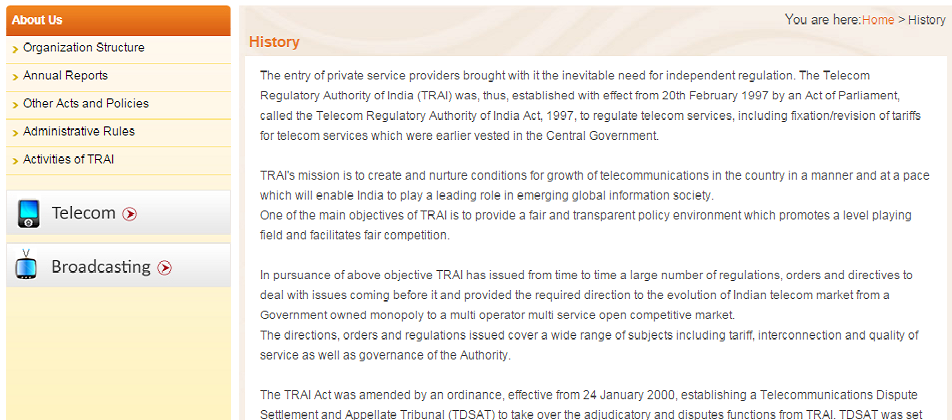 About Us
Organization Structure
Annual Reports
Other Acts and Policies
Administrative Rules
Activities of TRAI
Telecom
Broadcasting
You are here:Home > History
History
The entry of private service providers brought with it the inevitable need for independent regulation. The Telecom
Regulatory Authority of India (TRAI) was, thus, established with effect from 20th February 1997 by an Act of Parliament,
called the Telecom Regulatory Authority of India Act, 1997, to regulate telecom services, including fixation/revision of tariffs
for telecom services which were earlier vested in the Central Government.
TRAI's mission is to create and nurture conditions for growth of telecommunications in the country in a manner and at a pace
which will enable India to play a leading role in emerging global information society.
One of the main objectives of TRAI is to provide a fair and transparent policy environment which promotes a level playing
field and facilitates fair competition.
In pursuance of above objective TRAI has issued from time to time a large number of regulations, orders and directives to
deal with issues coming before it and provided the required direction to the evolution of Indian telecom market from a
Government owned monopoly to a multi operator multi service open competitive market.
The directions, orders and regulations issued cover a wide range of subjects including tariff, interconnection and quality of
service as well as governance of the Authority.
The TRAI Act was amended by an ordinance, effective from 24 January 2000, establishing a Telecommunications Dispute
Settlement and Appellate Tribunal (TDSAT) to take over the adjudicatory and disputes functions from TRAI. TDSAT was set